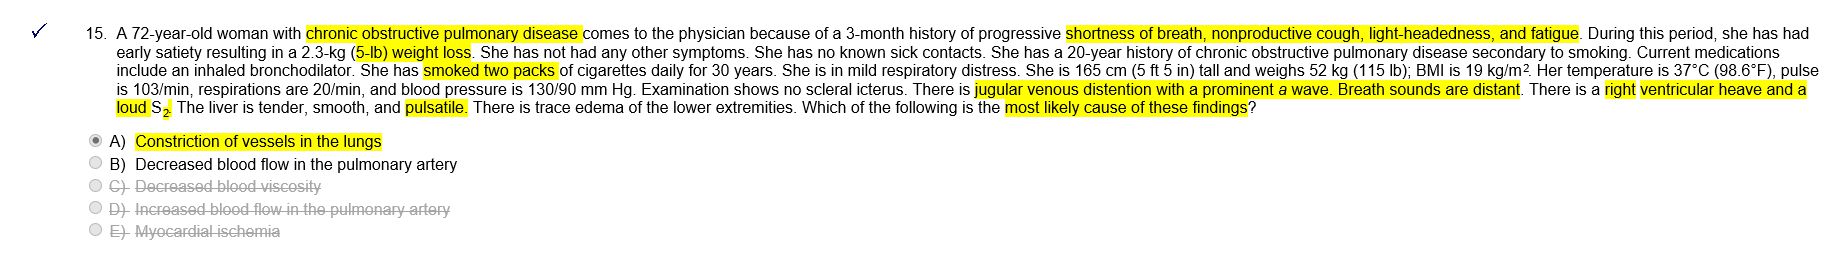 15. A 72-year-old woman with chronic obstructive pulmonary disease comes to the physician because of a 3-month history of progressive shortness of breath, nonproductive cough, light-headedness, and fatigue. During this period, she has had
early satiety resulting in a 2.3-kg (5-lb) weight loss. She has not had any other symptoms. She has no known sick contacts. She has a 20-year history of chronic obstructive pulmonary disease secondary to smoking. Current medications
include an inhaled bronchodilator. She has smoked two packs of cigarettes daily for 30 years. She is in mild respiratory distress. She is 165 cm (5 ft 5 in) tall and weighs 52 kg (115 lb); BMI is 19 kg/m². Her temperature is 37°C (98.6°F), pulse
is 103/min, respirations are 20/min, and blood pressure is 130/90 mm Hg. Examination shows no scleral icterus. There is jugular venous distention with a prominent a wave. Breath sounds are distant. There is a right ventricular heave and a
loud S₂. The liver is tender, smooth, and pulsatile. There is trace edema of the lower extremities. Which of the following is the most likely cause of these findings?
A) Constriction of vessels in the lungs
B) Decreased blood flow in the pulmonary artery
C) Decreased blood viscosity
D) Increased blood flow in the pulmonary artery
E) Myocardial ischemia